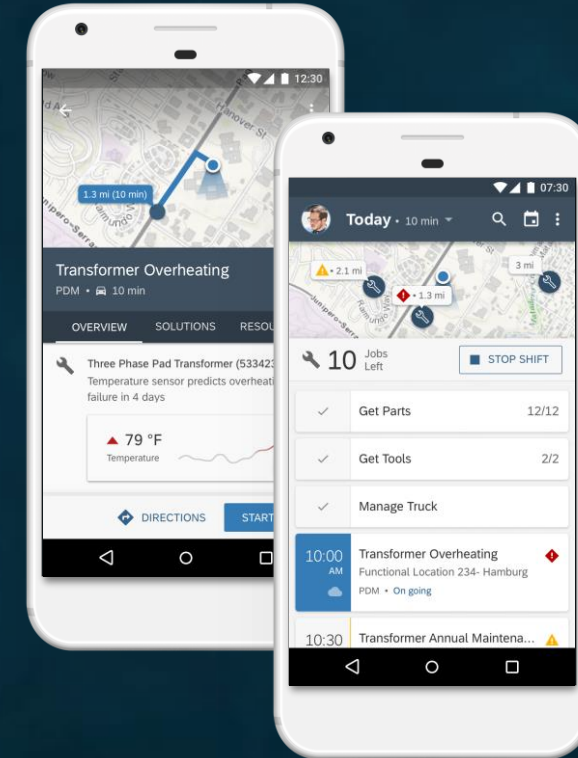 12:30
Hanover St
1.3 mi (10 min)
Transformer Overheating
PDM • 10 min
OVERVIEW SOLUTIONS
Three Phase Pad Transformer
Temperature sensor predicts
failure in 4 days
79 °F
Temperature
DIRECTIONS START
07:30
Today • 10 min
2.1 mi
3 mi
1.3 mi
10 Jobs
Left
STOP SHIFT
Get Parts 12/12
Get Tools 2/2
Manage Truck
10:00
AM
Transformer Overheating
Functional Location 234- Hamburg
PDM • On going
10:30 Transformer Annual Maintena...